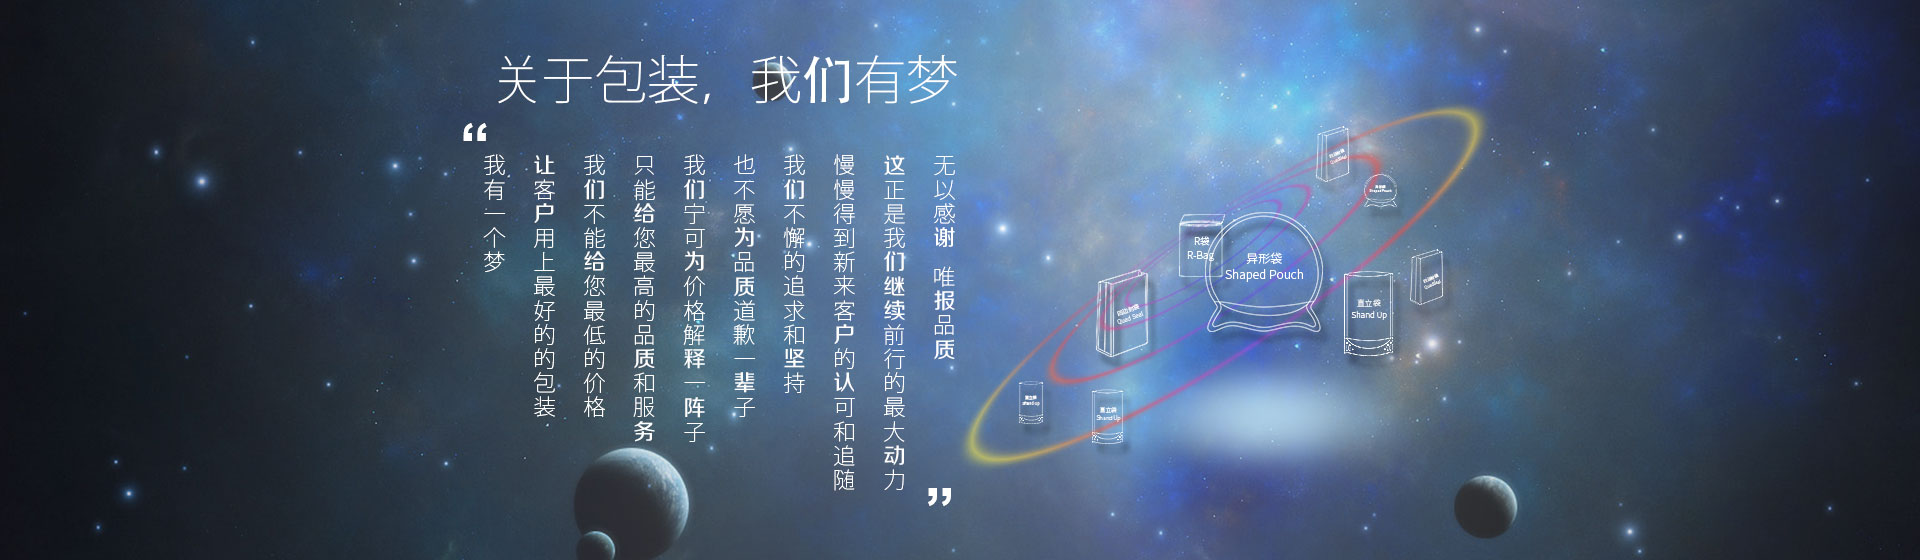 关于包装，我们有梦
“
我有一个梦
让客户用上最好的的包装
我们不能给您最低的价格
只能给您最高的品质和服务
我们宁可为价格解释一阵子
也不愿为品质道歉一辈子
我们不懈的追求和坚持
慢慢得到新来客户的认可和追随
这正是我们继续前行的最大动力
无以感谢 唯报品质
”
R袋
R-Bag
异形袋
Shaped Pouch
异形袋
Shaped Pouch
Quad Seal
直立袋
Shand Up
直立袋
Shand Up
直立袋
Shand Up